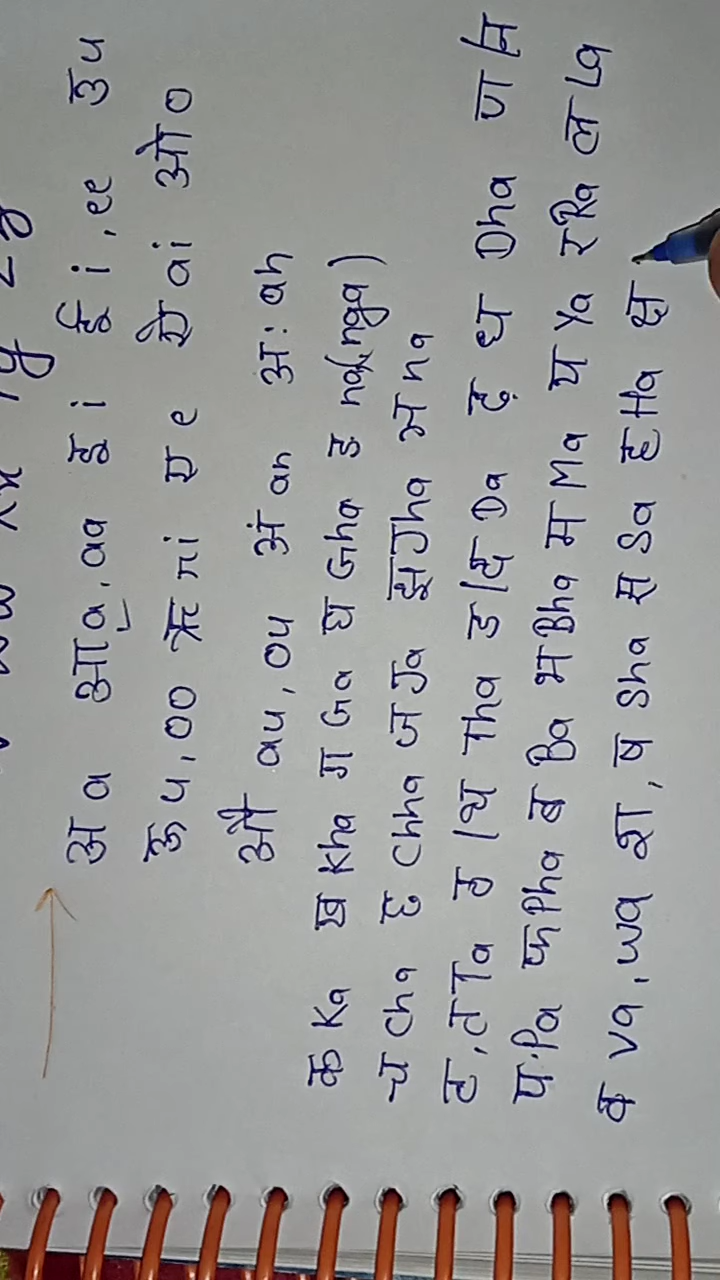 अ a आ a, aa इ i ई i, ee उ u
ऊ u, oo ऋ ni ए e ऐ ai ओ o
औ au, ou अं an अः ah
क Ka ख Kha ग Ga घ Gha ङ na(nga)
च Cha छ Chha ज Ja झ Jha ञ na
ट, त Ta ठ/थ Tha ड/द Da ढ ध Dha ण न
प Pa फ Pha ब Ba भ Bha म Ma य Ya र Ra ल La
व va, wa श, ष Sha स Sa ह Ha क्ष